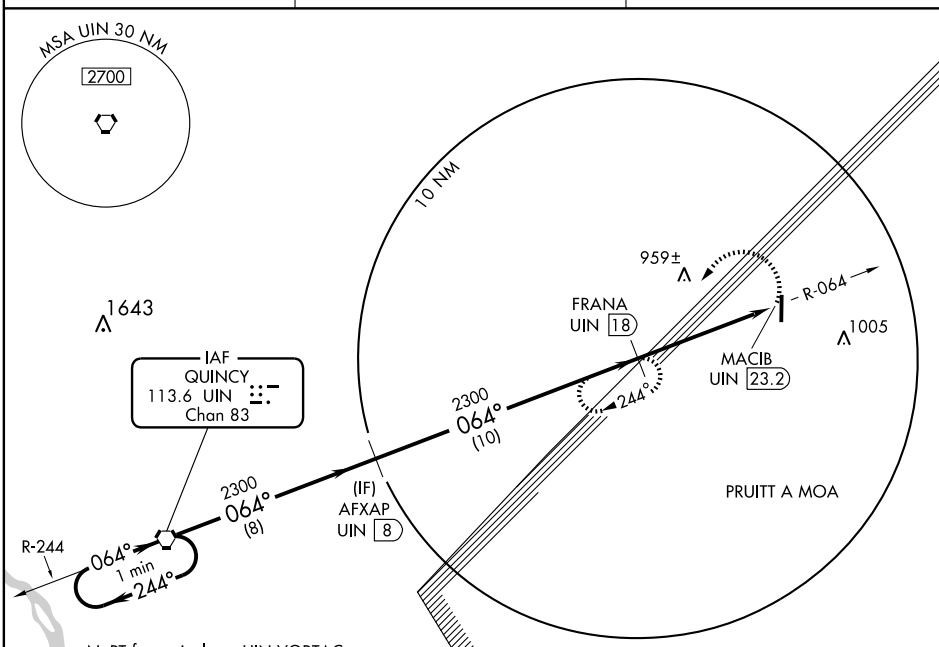 MSA UIN 30 NM
2700
10 NM
959±
R-064
FRANA
UIN 18
1643
1005
MACIB
UIN 23.2
IAF
QUINCY
113.6 UIN
Chan 83
244°
2300
064°
(10)
PRUITT A MOA
2300
064°
(8)
(IF)
AFXAP
UIN 8
R-244
064°
1 min
244°